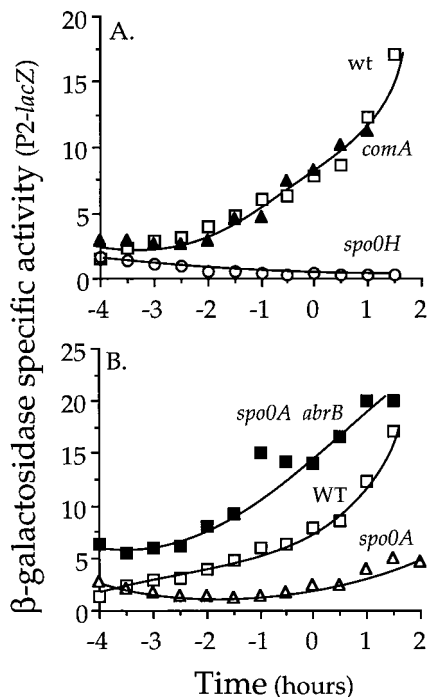 β-galactosidase specific activity (P2-lacZ)
A.
20
15
10
5
0
wt
comA
spo0H
-4 -3 -2 -1 0 1 2
B.
25
20
15
10
5
0
spo0A abrB
WT
spo0A
-4 -3 -2 -1 0 1 2
Time (hours)